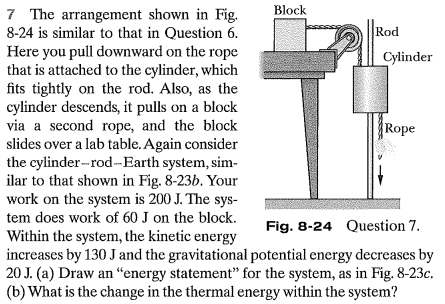 7 The arrangement shown in Fig.
8-24 is similar to that in Question 6.
Here you pull downward on the rope
that is attached to the cylinder, which
fits tightly on the rod. Also, as the
cylinder descends, it pulls on a block
via a second rope, and the block
slides over a lab table. Again consider
the cylinder–rod–Earth system, sim-
ilar to that shown in Fig. 8-23b. Your
work on the system is 200 J. The sys-
tem does work of 60 J on the block.
Within the system, the kinetic energy
increases by 130 J and the gravitational potential energy decreases by
20 J. (a) Draw an “energy statement” for the system, as in Fig. 8-23c.
(b) What is the change in the thermal energy within the system?
Block
Rod
Cylinder
Rope
Fig. 8-24 Question 7.